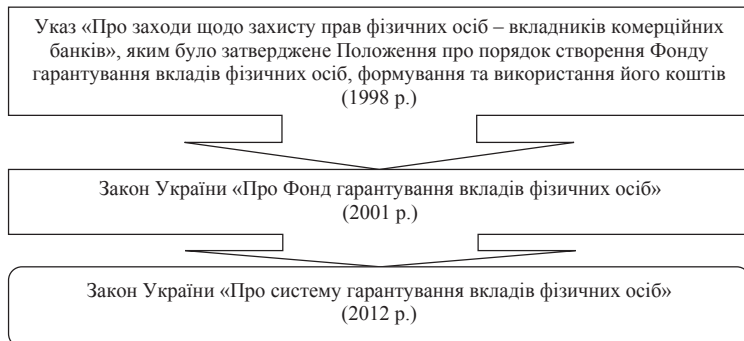 Указ «Про заходи щодо захисту прав фізичних осіб – вкладників комерційних
банків», яким було затверджене Положення про порядок створення Фонду
гарантування вкладів фізичних осіб, формування та використання його коштів
(1998 р.)
Закон України «Про Фонд гарантування вкладів фізичних осіб»
(2001 р.)
Закон України «Про систему гарантування вкладів фізичних осіб»
(2012 р.)